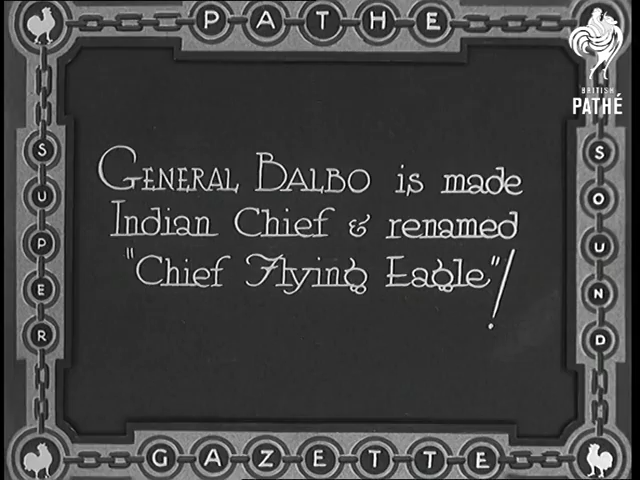 PATHE
BRITISH
PATHÉ
SUPER
SOUND
GENERAL BALBO is made
Indian Chief & renamed
"Chief Flying Eagle"!
GAZETTE